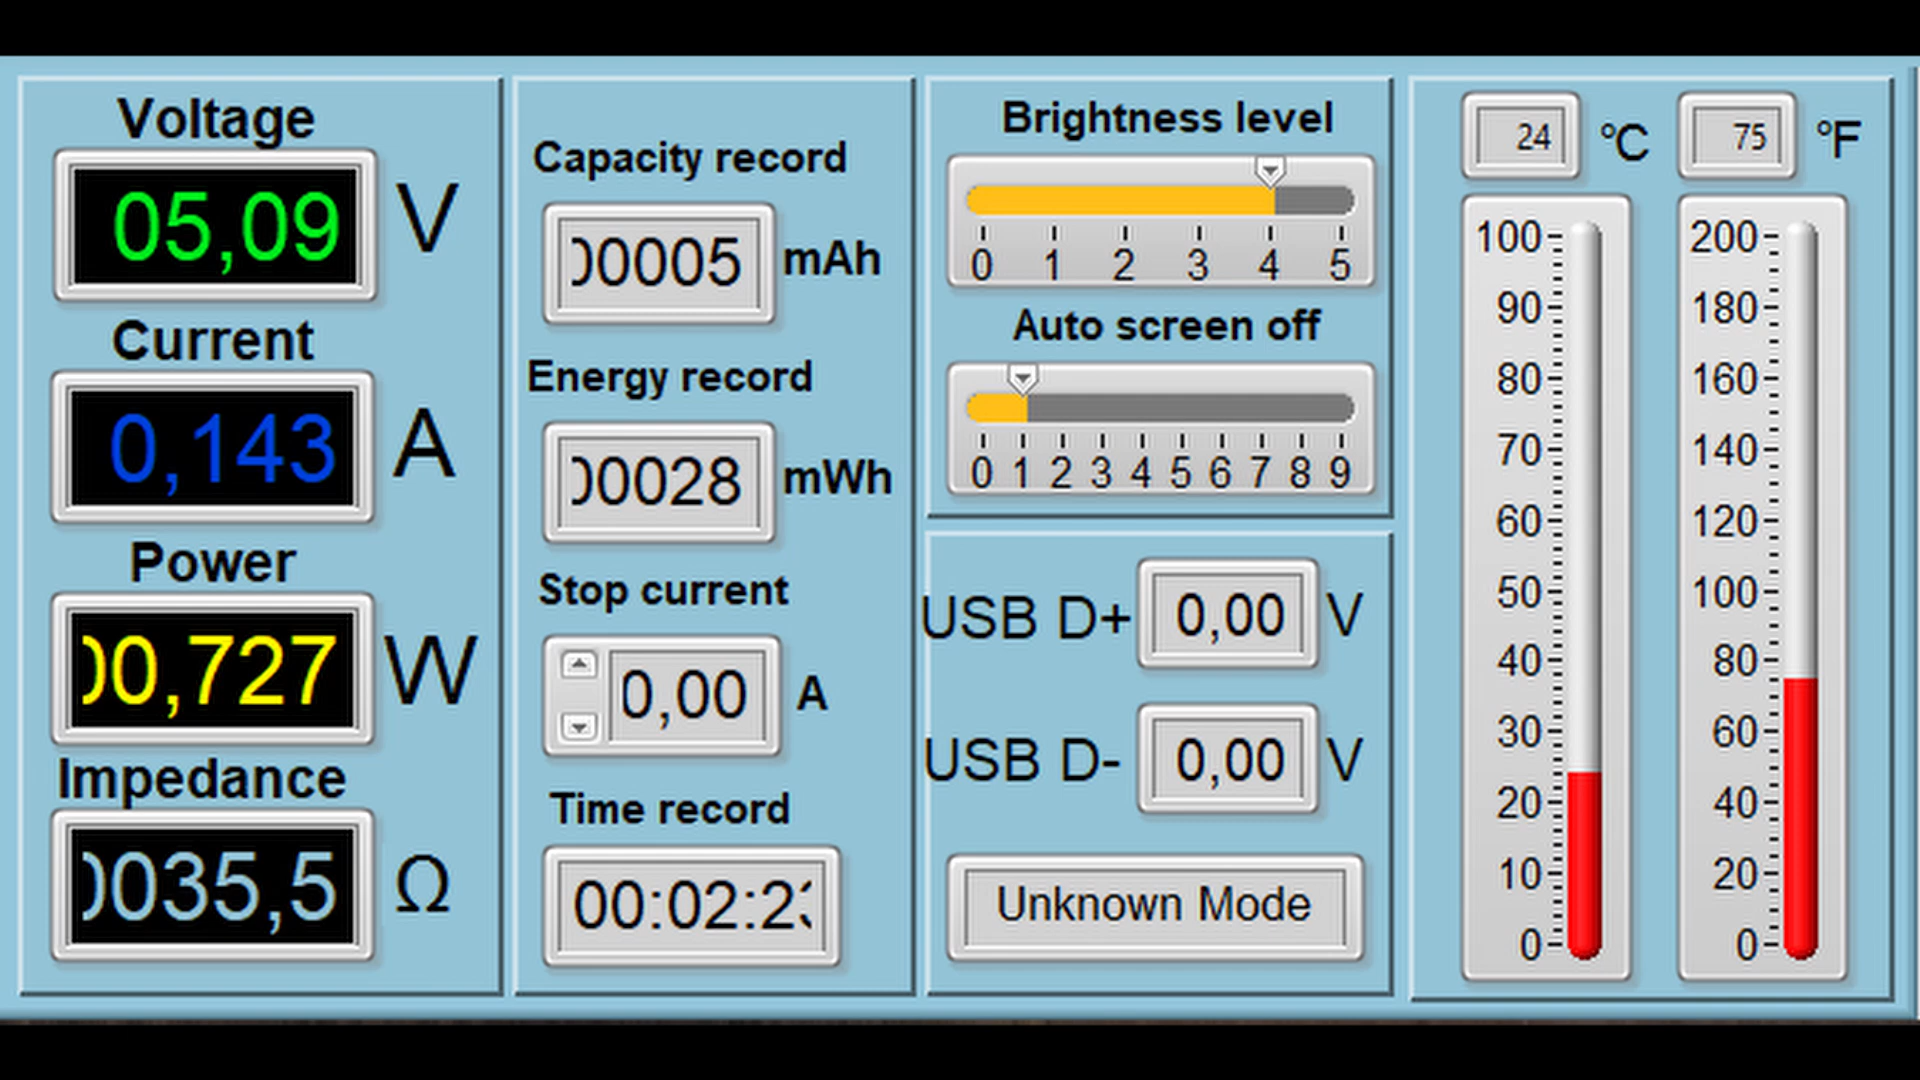 Voltage
05,09 V
Current
0,143 A
Power
00,727 W
Impedance
0035,5 Ω
Capacity record
00005 mAh
Energy record
00028 mWh
Stop current
0,00 A
Time record
00:02:2
Brightness level
0 1 2 3 4 5
Auto screen off
0 1 2 3 4 5 6 7 8 9
USB D+ 0,00 V
USB D- 0,00 V
Unknown Mode
24 °C
100
90
80
70
60
50
40
30
20
10
0
75 °F
200
180
160
140
120
100
80
60
40
20
0